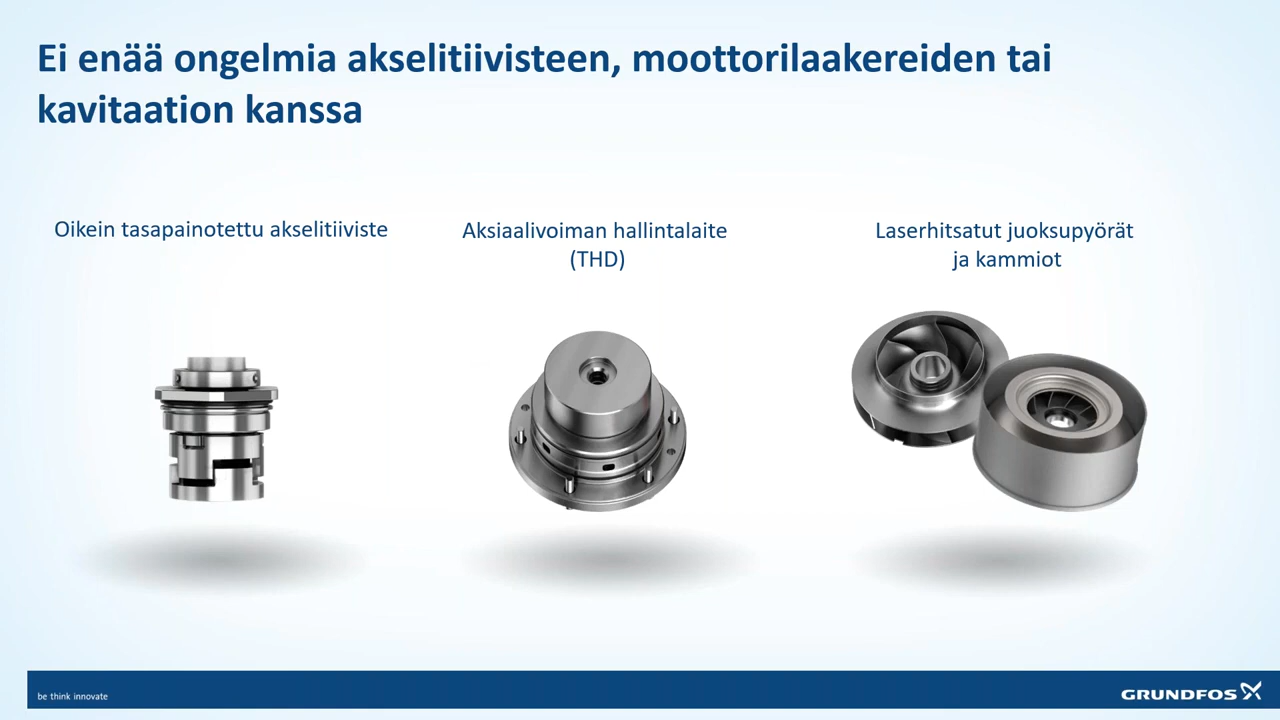 Ei enää ongelmia akselitiivisteen, moottorilaakereiden tai
kavitaation kanssa
Oikein tasapainotettu akselitiiviste
Aksiaalivoiman hallintalaite
(THD)
Laserhitsatut juoksupyörät
ja kammiot
be think innovate
GRUNDFOS